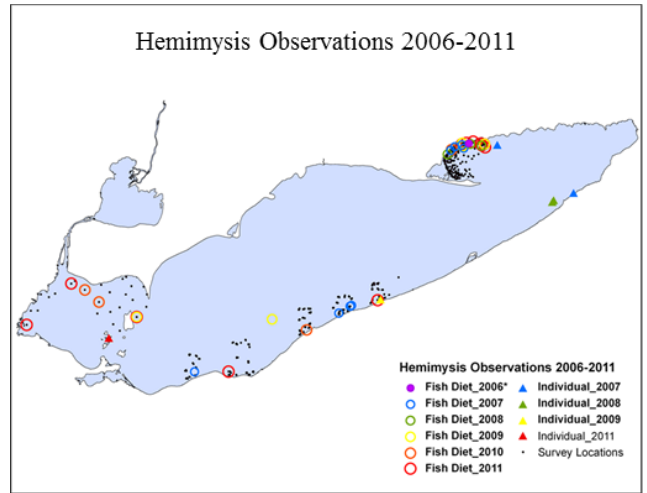 Hemimysis Observations 2006-2011
Hemimysis Observations 2006-2011
Fish Diet_2006*
Fish Diet_2007
Fish Diet_2008
Fish Diet_2009
Fish Diet_2010
Fish Diet_2011
Individual_2007
Individual_2008
Individual_2009
Individual_2011
Survey Locations